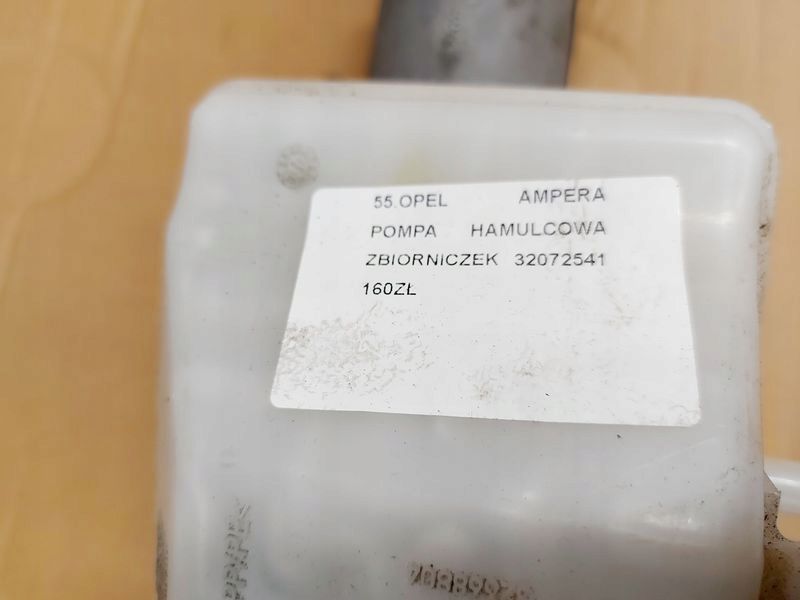 55.OPEL AMPERA
POMPA HAMULCOWA
ZBIORNICZEK 32072541
160ZŁ